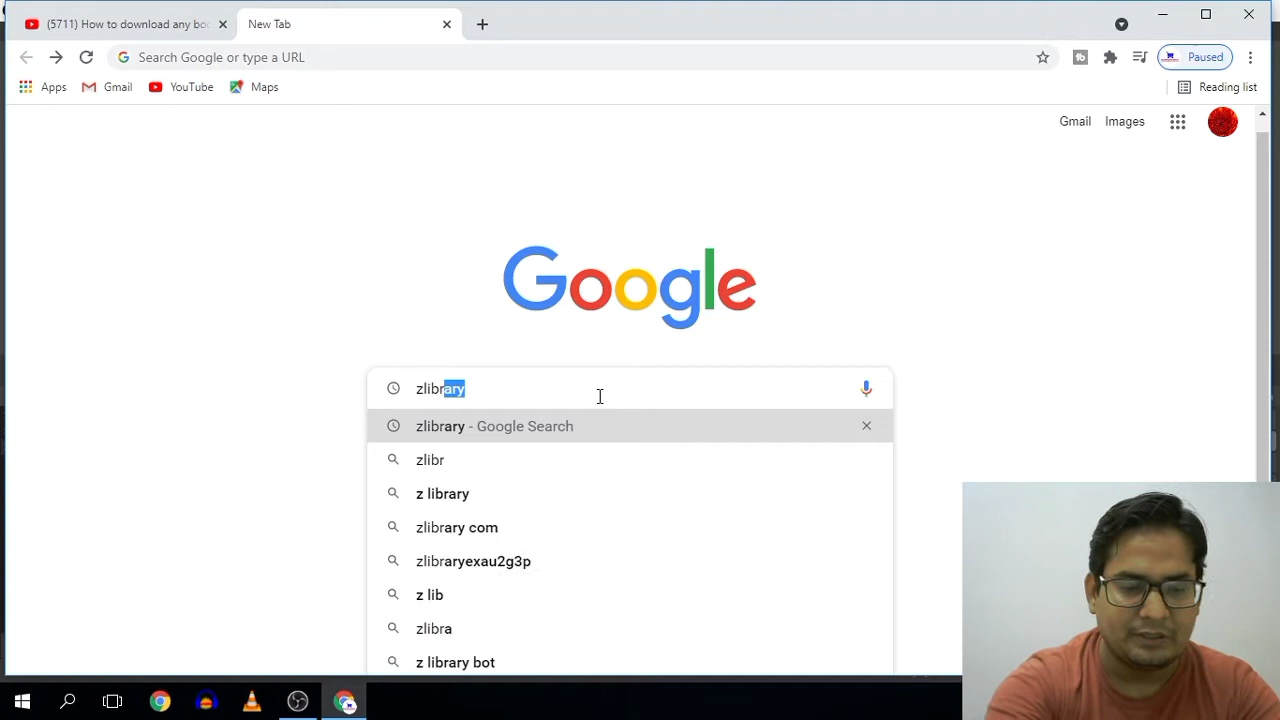 (5711) How to download any boo
New Tab
Search Google or type a URL
Paused
Apps
Gmail
YouTube
Maps
Reading list
Gmail
Images
Google
zlibrary
zlibrary - Google Search
zlibr
z library
zlibrary com
zlibraryexau2g3p
z lib
zlibra
z library bot